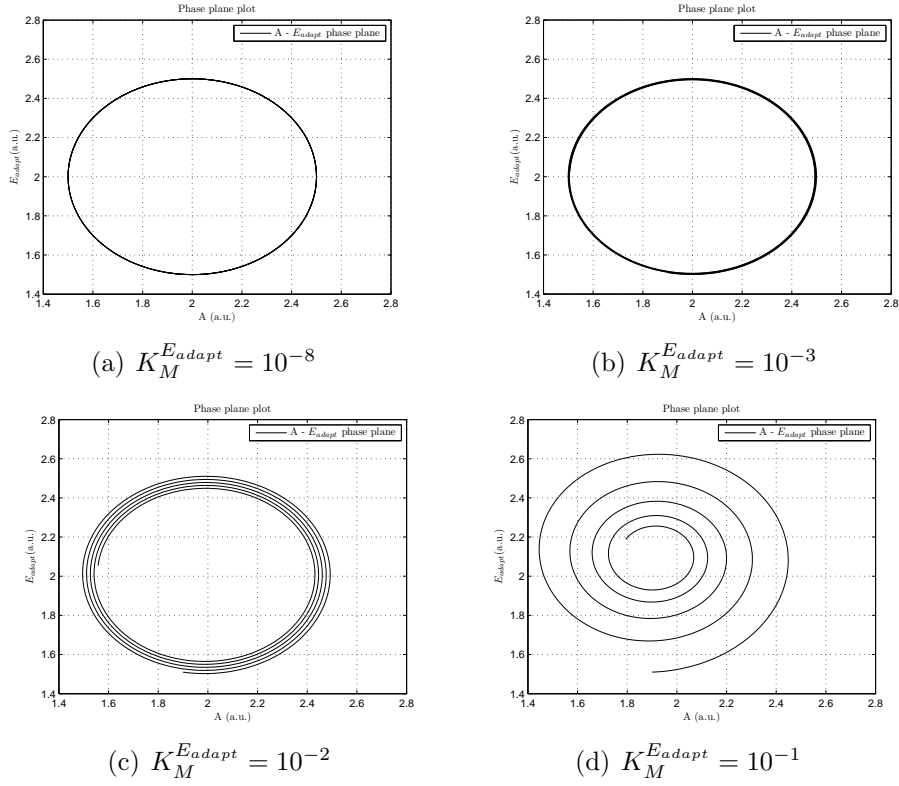 Phase plane plot
A - E_adapt phase plane
2.8
2.6
2.4
2.2
2
1.8
1.6
1.4
E_adapt(a.u.)
1.4 1.6 1.8 2 2.2 2.4 2.6 2.8
A (a.u.)
(a) K_M^{E_adapt} = 10^{-8}
Phase plane plot
A - E_adapt phase plane
2.8
2.6
2.4
2.2
2
1.8
1.6
1.4
E_adapt(a.u.)
1.4 1.6 1.8 2 2.2 2.4 2.6 2.8
A (a.u.)
(b) K_M^{E_adapt} = 10^{-3}
Phase plane plot
A - E_adapt phase plane
2.8
2.6
2.4
2.2
2
1.8
1.6
1.4
E_adapt(a.u.)
1.4 1.6 1.8 2 2.2 2.4 2.6 2.8
A (a.u.)
(c) K_M^{E_adapt} = 10^{-2}
Phase plane plot
A - E_adapt phase plane
2.8
2.6
2.4
2.2
2
1.8
1.6
1.4
E_adapt(a.u.)
1.4 1.6 1.8 2 2.2 2.4 2.6 2.8
A (a.u.)
(d) K_M^{E_adapt} = 10^{-1}